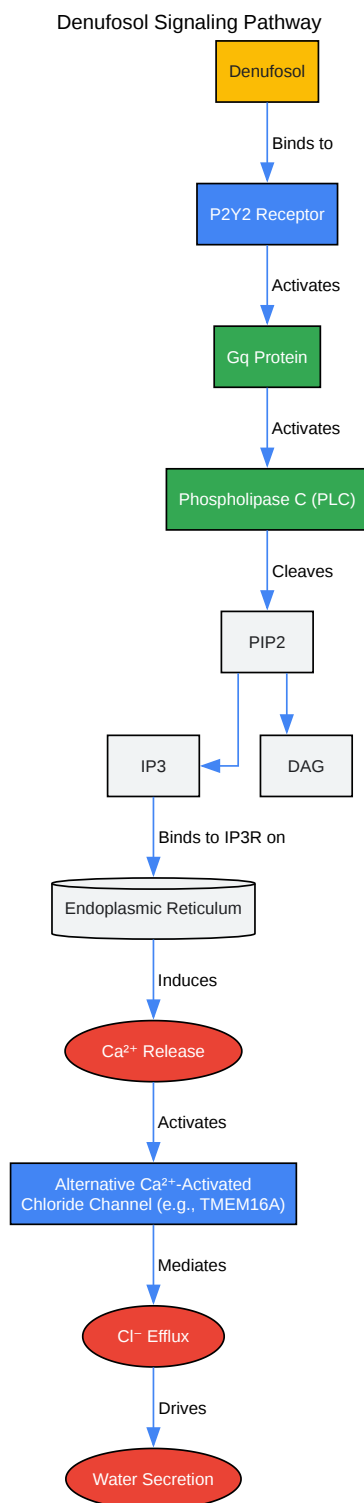 Denufosol Signaling Pathway
Denufosol
Binds to
P2Y2 Receptor
Activates
Gq Protein
Activates
Phospholipase C (PLC)
Cleaves
PIP2
IP3
DAG
Binds to IP3R on
Endoplasmic Reticulum
Induces
Ca²⁺ Release
Activates
Alternative Ca²⁺-Activated
Chloride Channel (e.g., TMEM16A)
Mediates
Cl⁻ Efflux
Drives
Water Secretion